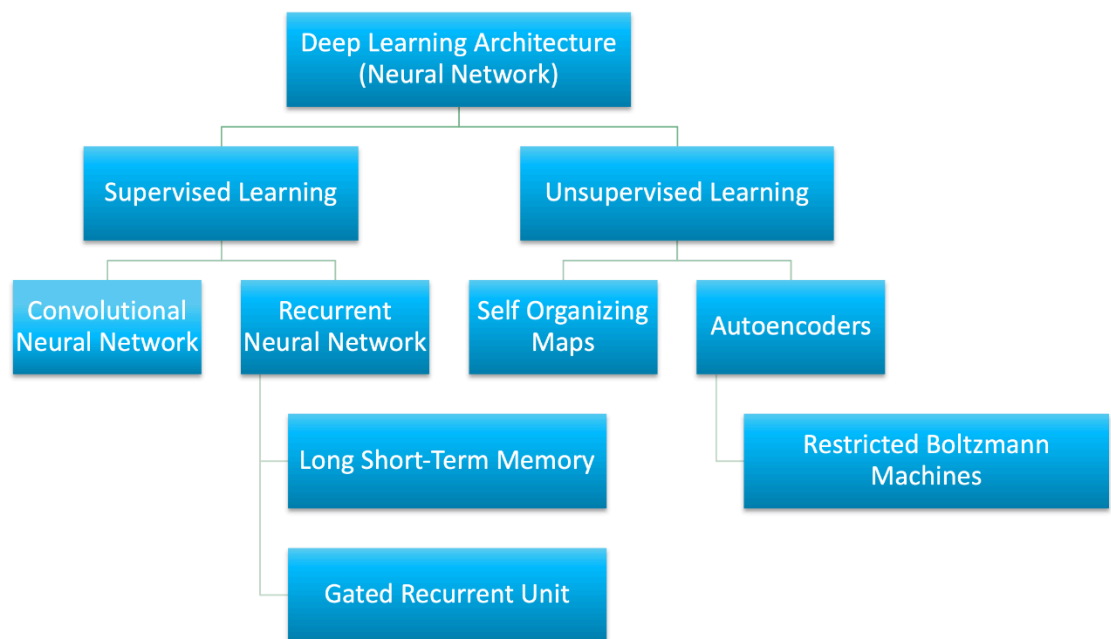 Deep Learning Architecture
(Neural Network)
Supervised Learning
Unsupervised Learning
Convolutional
Neural Network
Recurrent
Neural Network
Self Organizing
Maps
Autoencoders
Long Short-Term Memory
Restricted Boltzmann
Machines
Gated Recurrent Unit